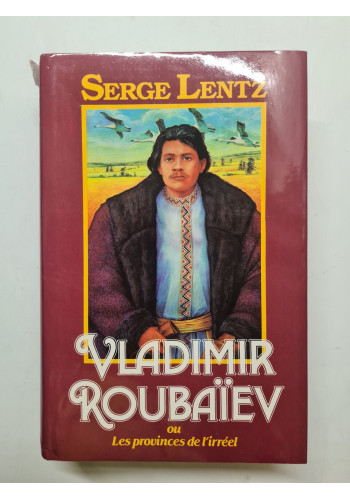 SERGE LENTZ
VLADIMIR
ROUBAÏEV
ou
Les provinces de l'irréel